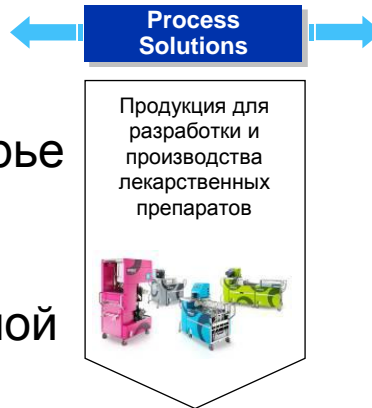 Process
Solutions
Продукция для
разработки и
производства
лекарственных
препаратов